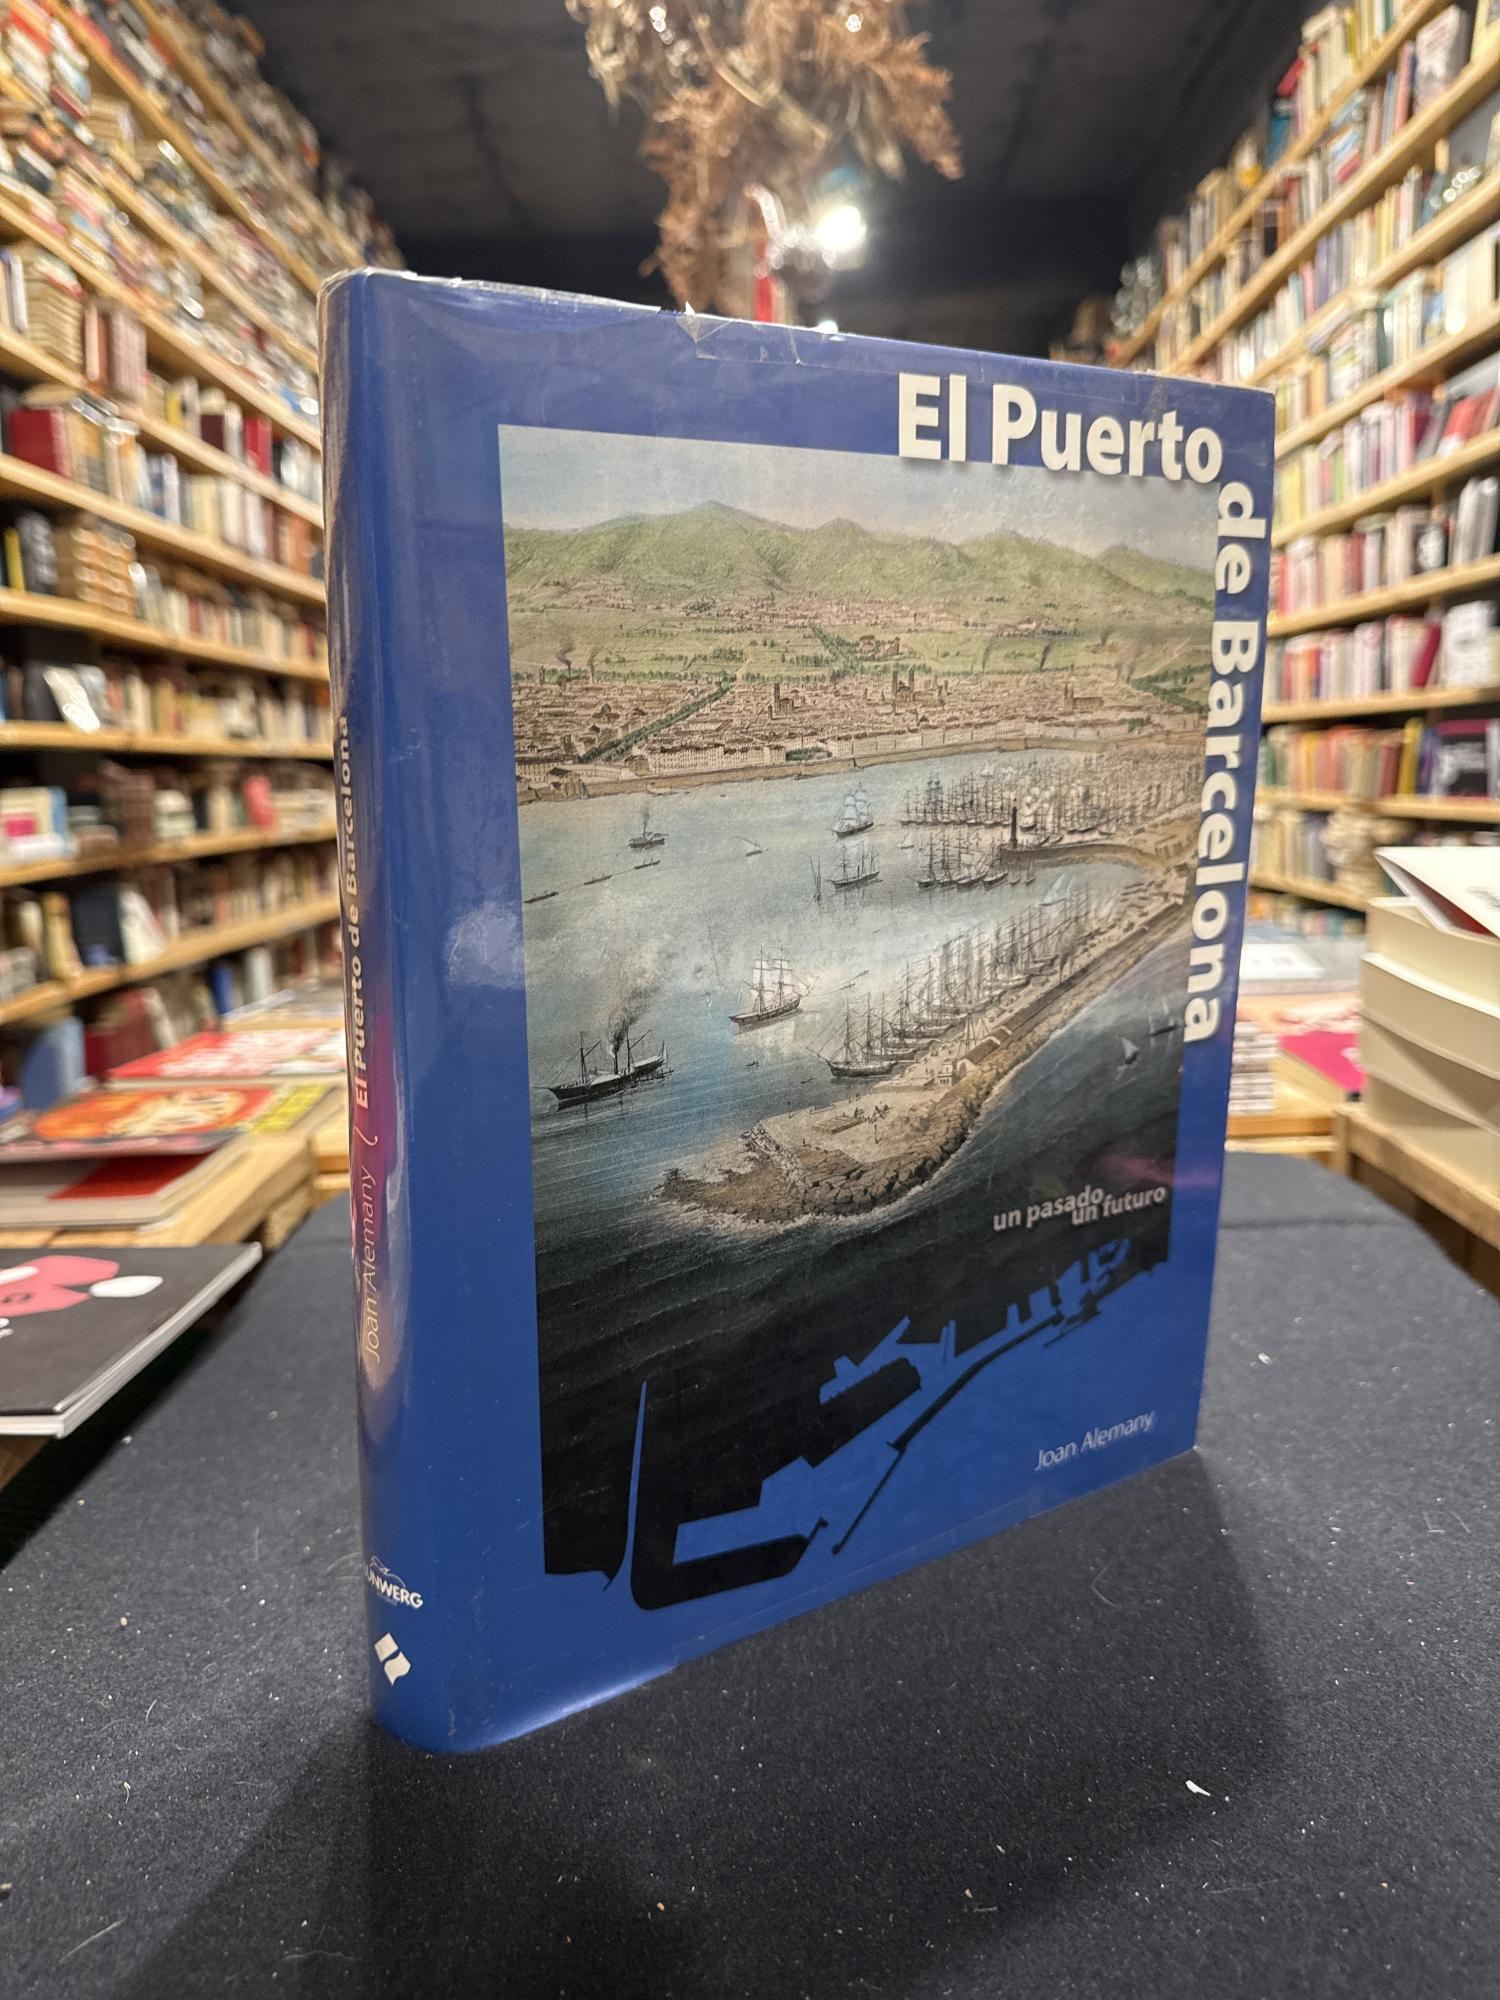 El Puerto
de Barcelona
un pasado
un futuro
Joan Alemany
Joan Alemany
El Puerto de Barcelona